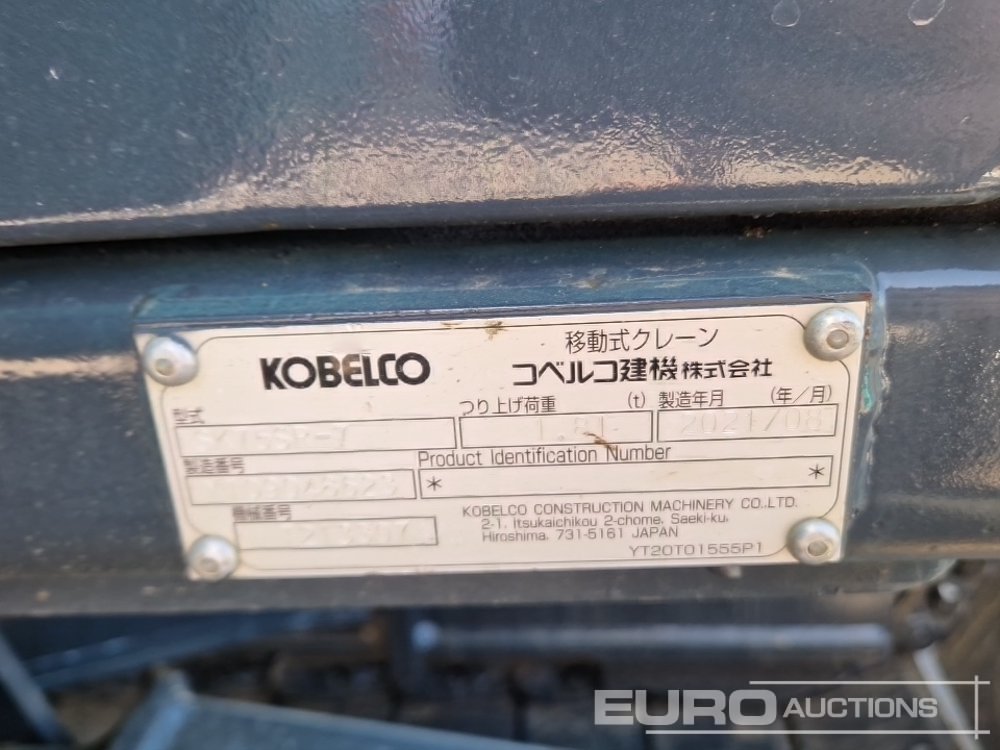 KOBELCO
移動式クレーン
コベルコ建機株式会社
型式
つり上げ荷重 (t)
製造年月 (年/月)
2021/08
製造番号
Product Identification Number
* *
機械番号
KOBELCO CONSTRUCTION MACHINERY CO.,LTD.
2-1, Itsukaichikou 2-chome, Saeki-ku,
Hiroshima, 731-5161 JAPAN
YT20T01555P1
EURO AUCTIONS